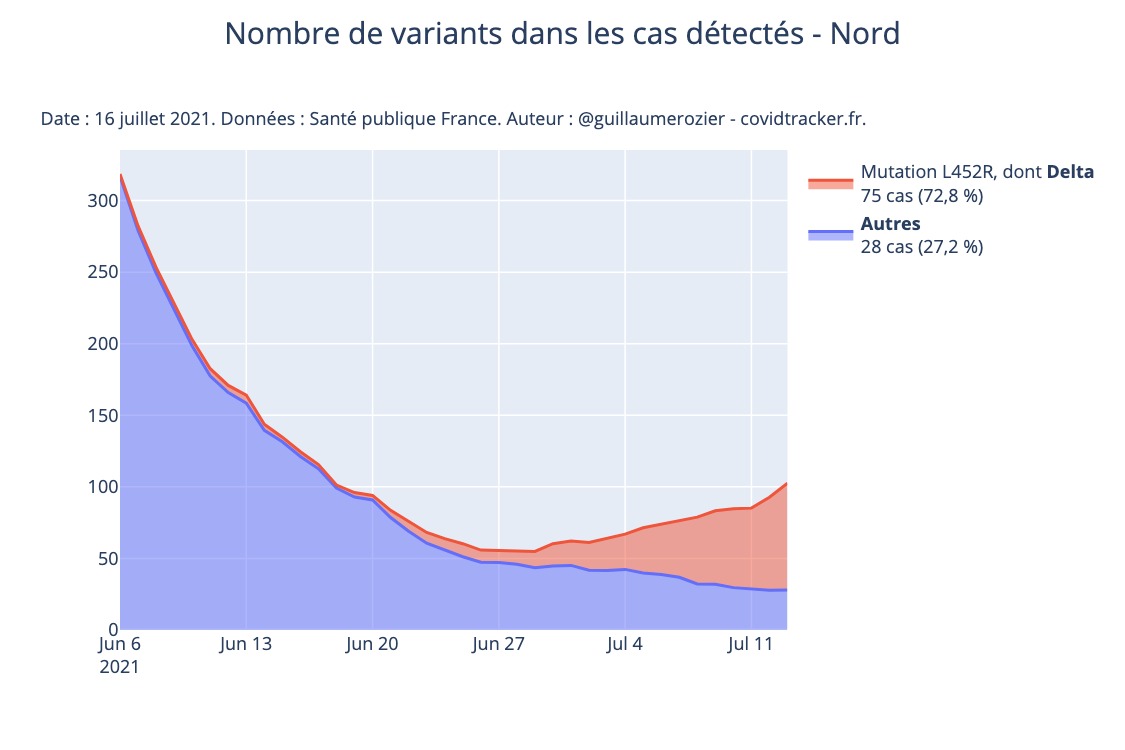 Nombre de variants dans les cas détectés - Nord
Date : 16 juillet 2021. Données : Santé publique France. Auteur : @guillaumerozier - covidtracker.fr.
Mutation L452R, dont Delta
75 cas (72,8 %)
Autres
28 cas (27,2 %)
300
250
200
150
100
50
0
Jun 6
2021
Jun 13
Jun 20
Jun 27
Jul 4
Jul 11